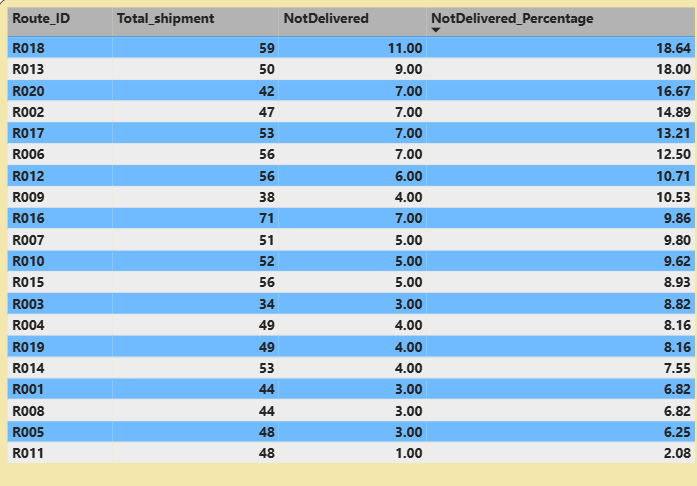 Route_ID Total_shipment NotDelivered NotDelivered_Percentage
R018 59 11.00 18.64
R013 50 9.00 18.00
R020 42 7.00 16.67
R002 47 7.00 14.89
R017 53 7.00 13.21
R006 56 7.00 12.50
R012 56 6.00 10.71
R009 38 4.00 10.53
R016 71 7.00 9.86
R007 51 5.00 9.80
R010 52 5.00 9.62
R015 56 5.00 8.93
R003 34 3.00 8.82
R004 49 4.00 8.16
R019 49 4.00 8.16
R014 53 4.00 7.55
R001 44 3.00 6.82
R008 44 3.00 6.82
R005 48 3.00 6.25
R011 48 1.00 2.08